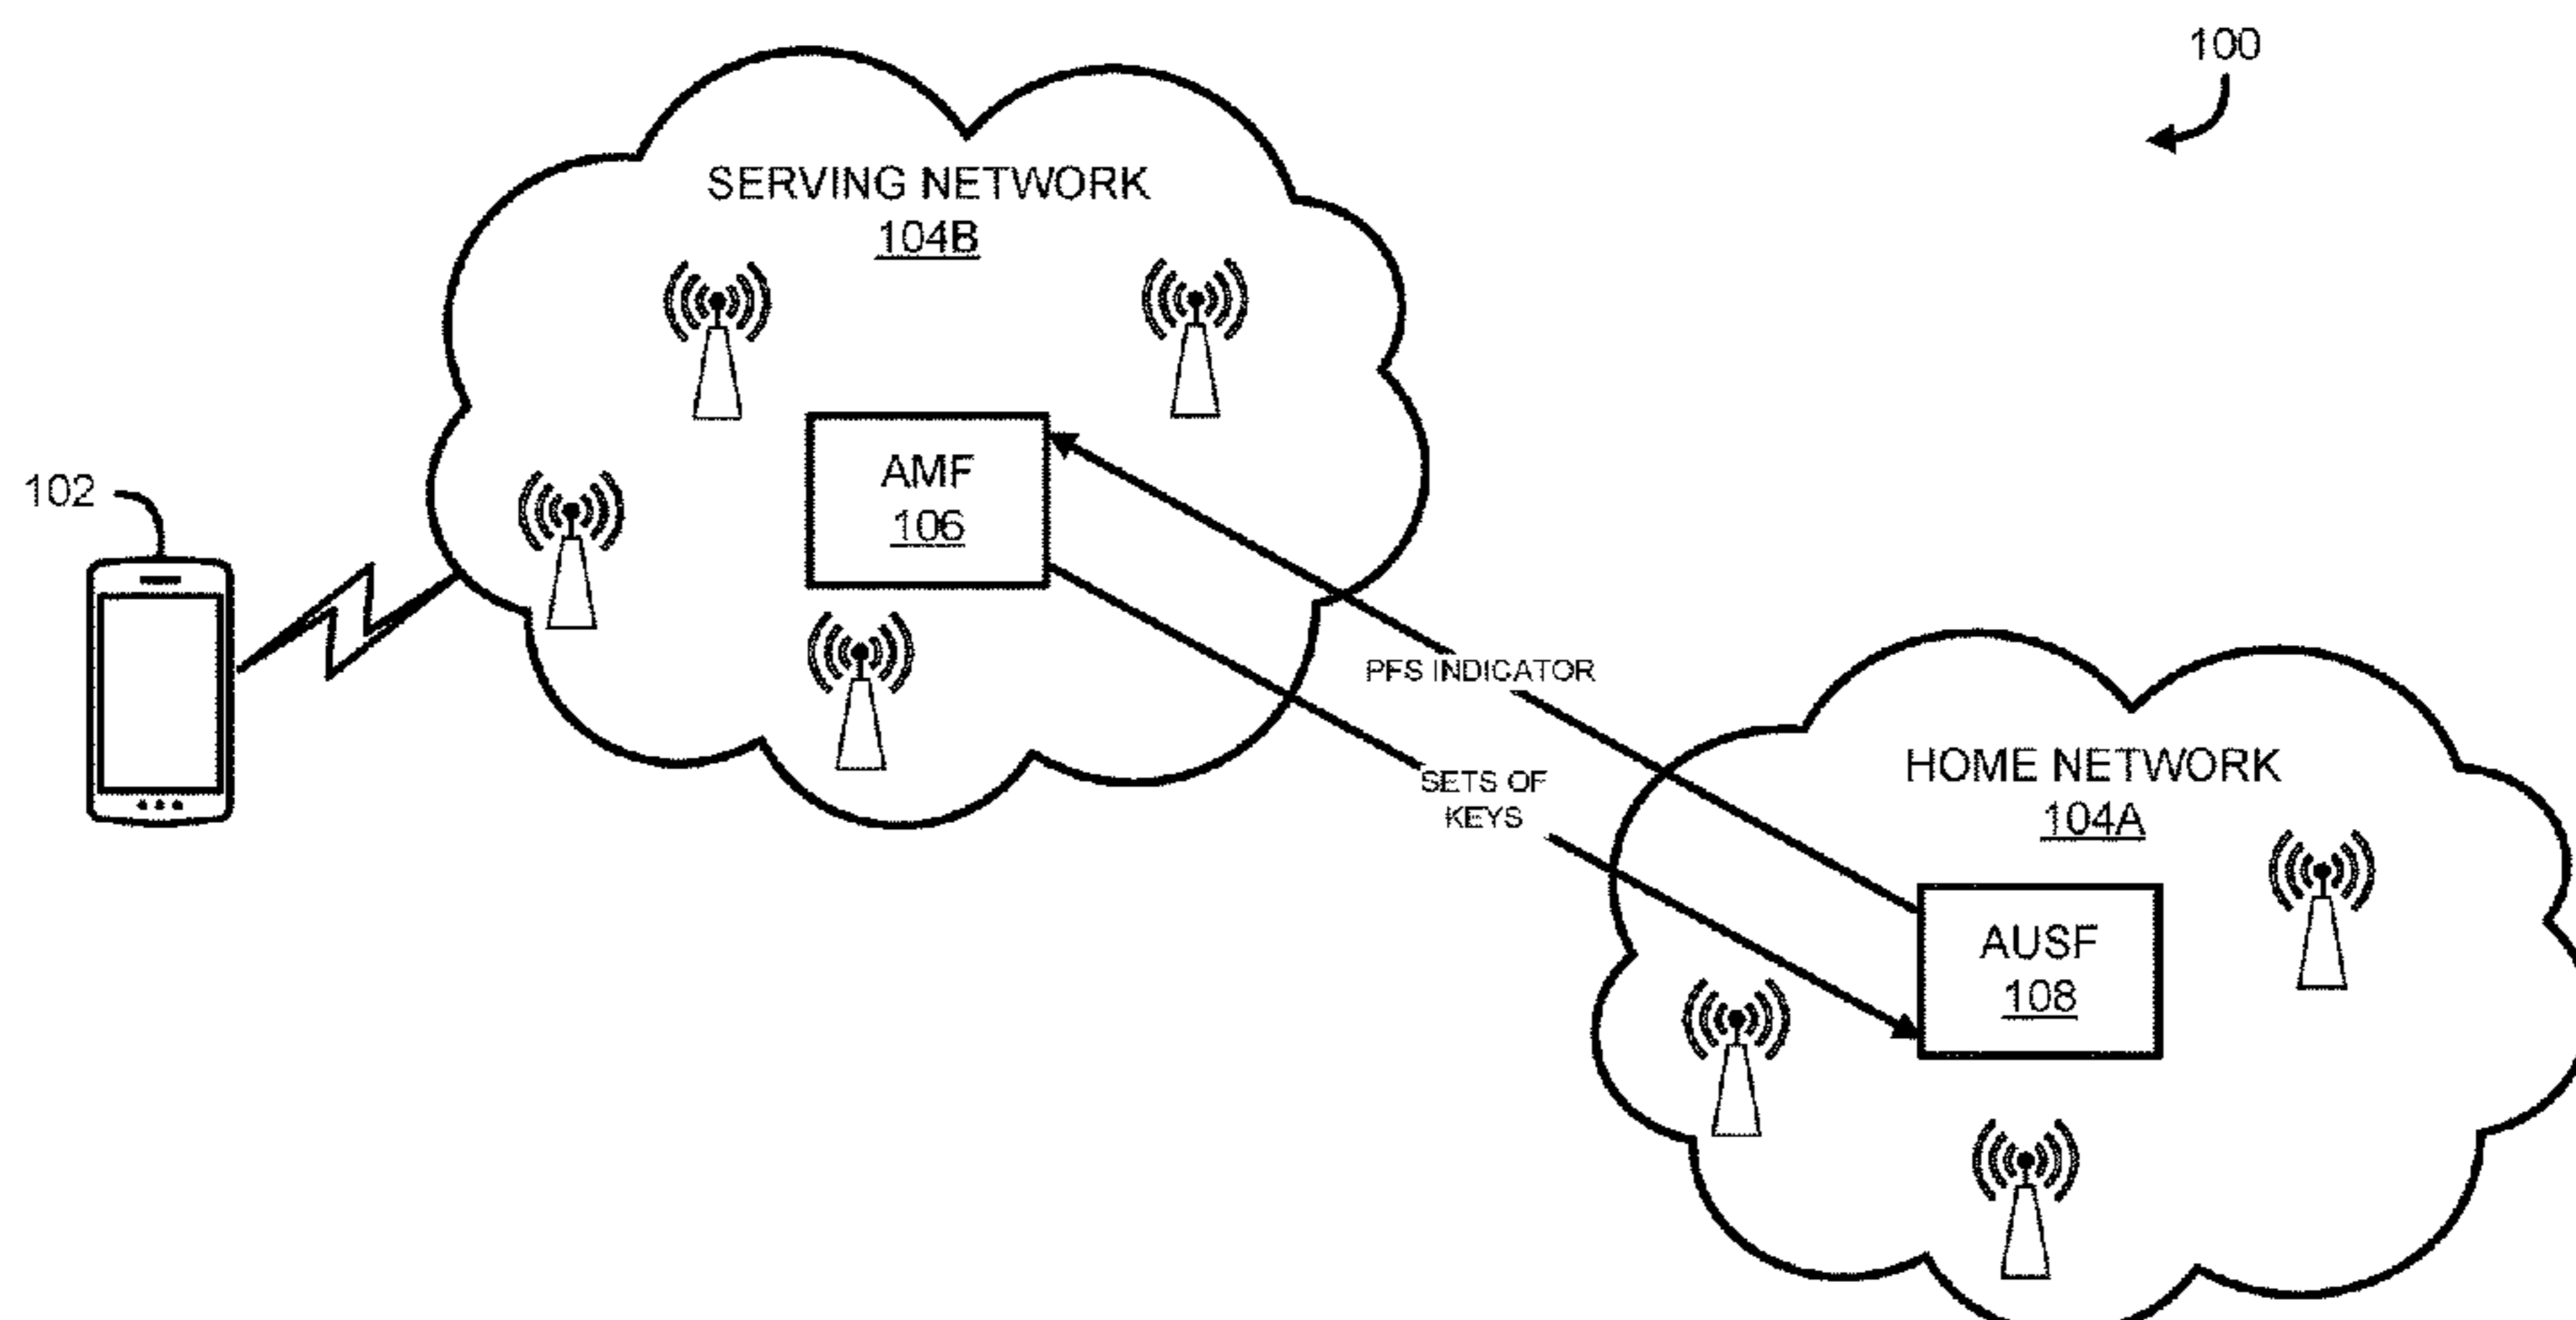 100
SERVING NETWORK
104B
AMF
106
102
PFS INDICATOR
SETS OF
KEYS
HOME NETWORK
104A
AUSF
108